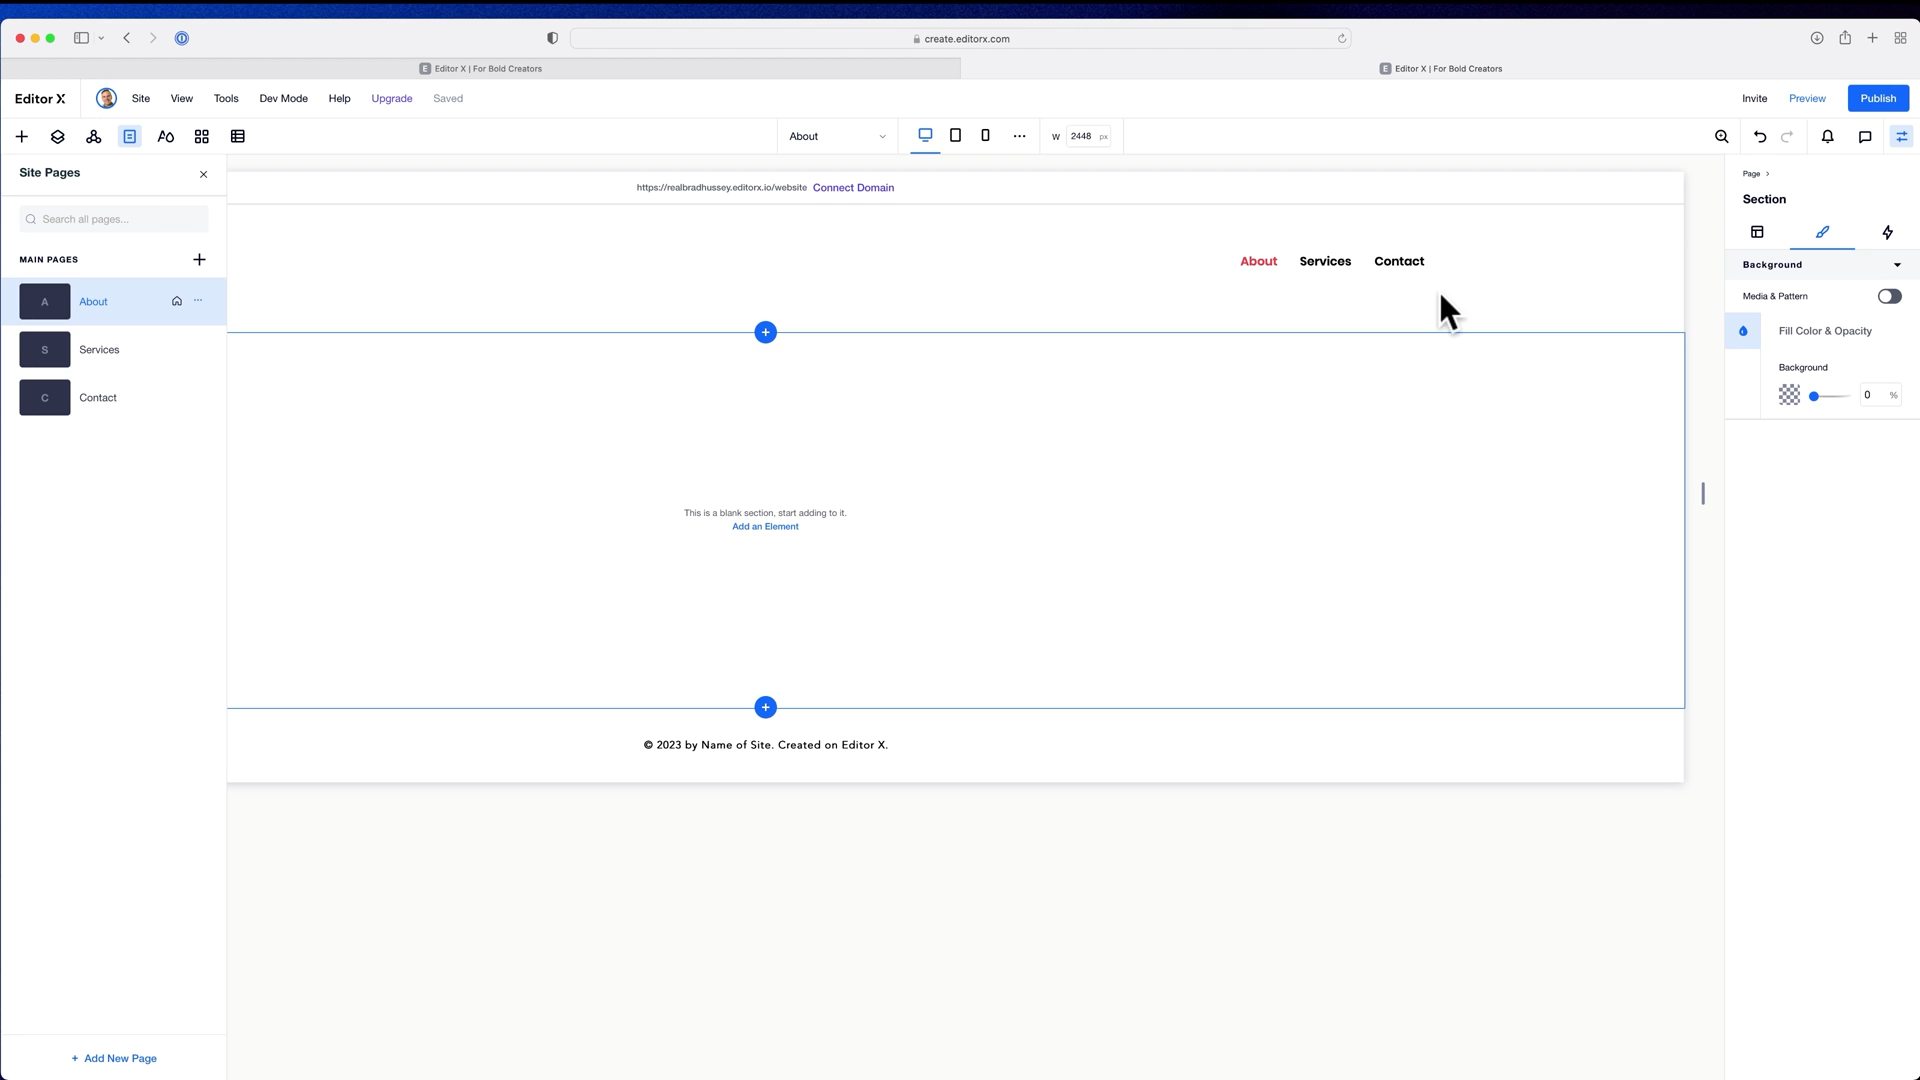 create.editorx.com
E Editor X | For Bold Creators
E Editor X | For Bold Creators
Editor X
Site
View
Tools
Dev Mode
Help
Upgrade
Saved
Invite
Preview
Publish
About
W 2448 px
Site Pages
Search all pages...
MAIN PAGES
A About
S Services
C Contact
+ Add New Page
https://realbradhussey.editorx.io/website Connect Domain
About Services Contact
This is a blank section, start adding to it.
Add an Element
© 2023 by Name of Site. Created on Editor X.
Page >
Section
Background
Media & Pattern
Fill Color & Opacity
Background
0 %